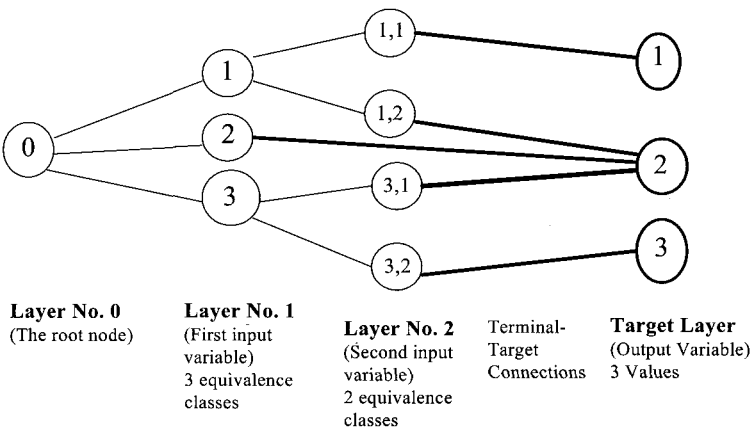 1,1
1
1
1,2
0
2
2
3,1
3
3
3,2
Layer No. 0
(The root node)
Layer No. 1
(First input
variable)
3 equivalence
classes
Layer No. 2
(Second input
variable)
2 equivalence
classes
Terminal-
Target
Connections
Target Layer
(Output Variable)
3 Values